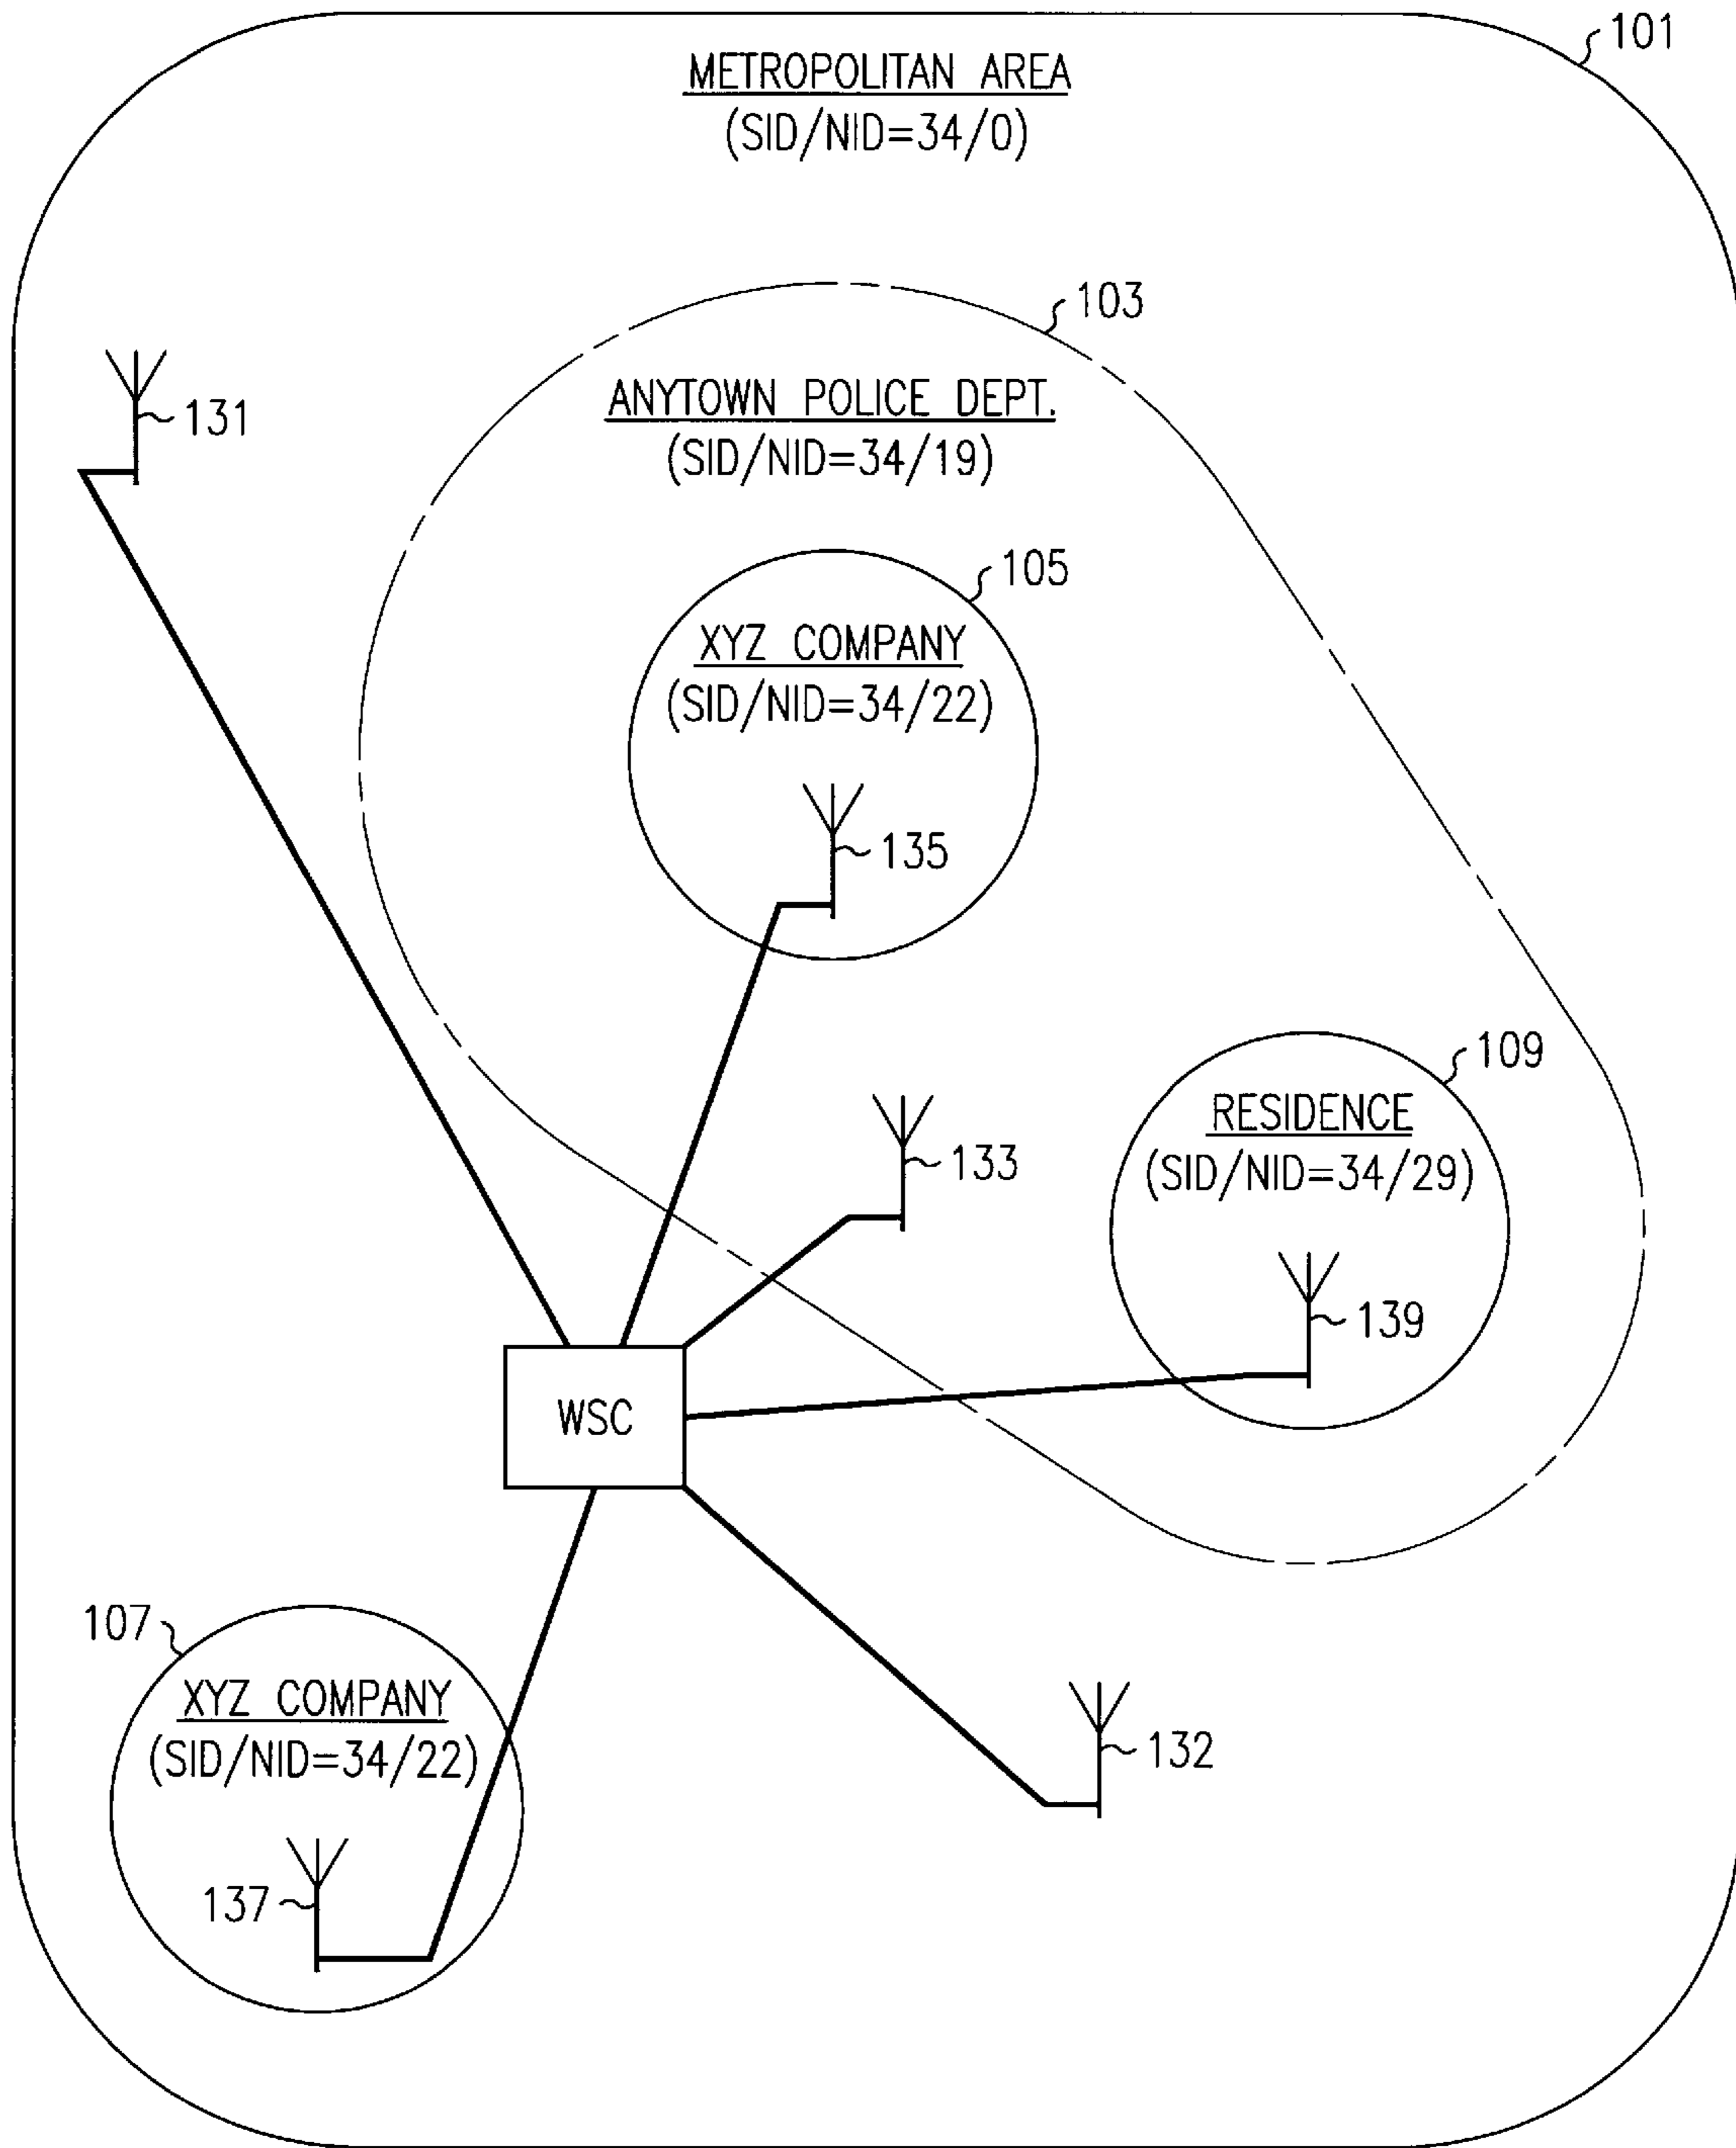 101
METROPOLITAN AREA
(SID/NID=34/0)
103
ANYTOWN POLICE DEPT.
(SID/NID=34/19)
131
105
XYZ COMPANY
(SID/NID=34/22)
135
109
RESIDENCE
(SID/NID=34/29)
133
139
WSC
107
XYZ COMPANY
(SID/NID=34/22)
132
137